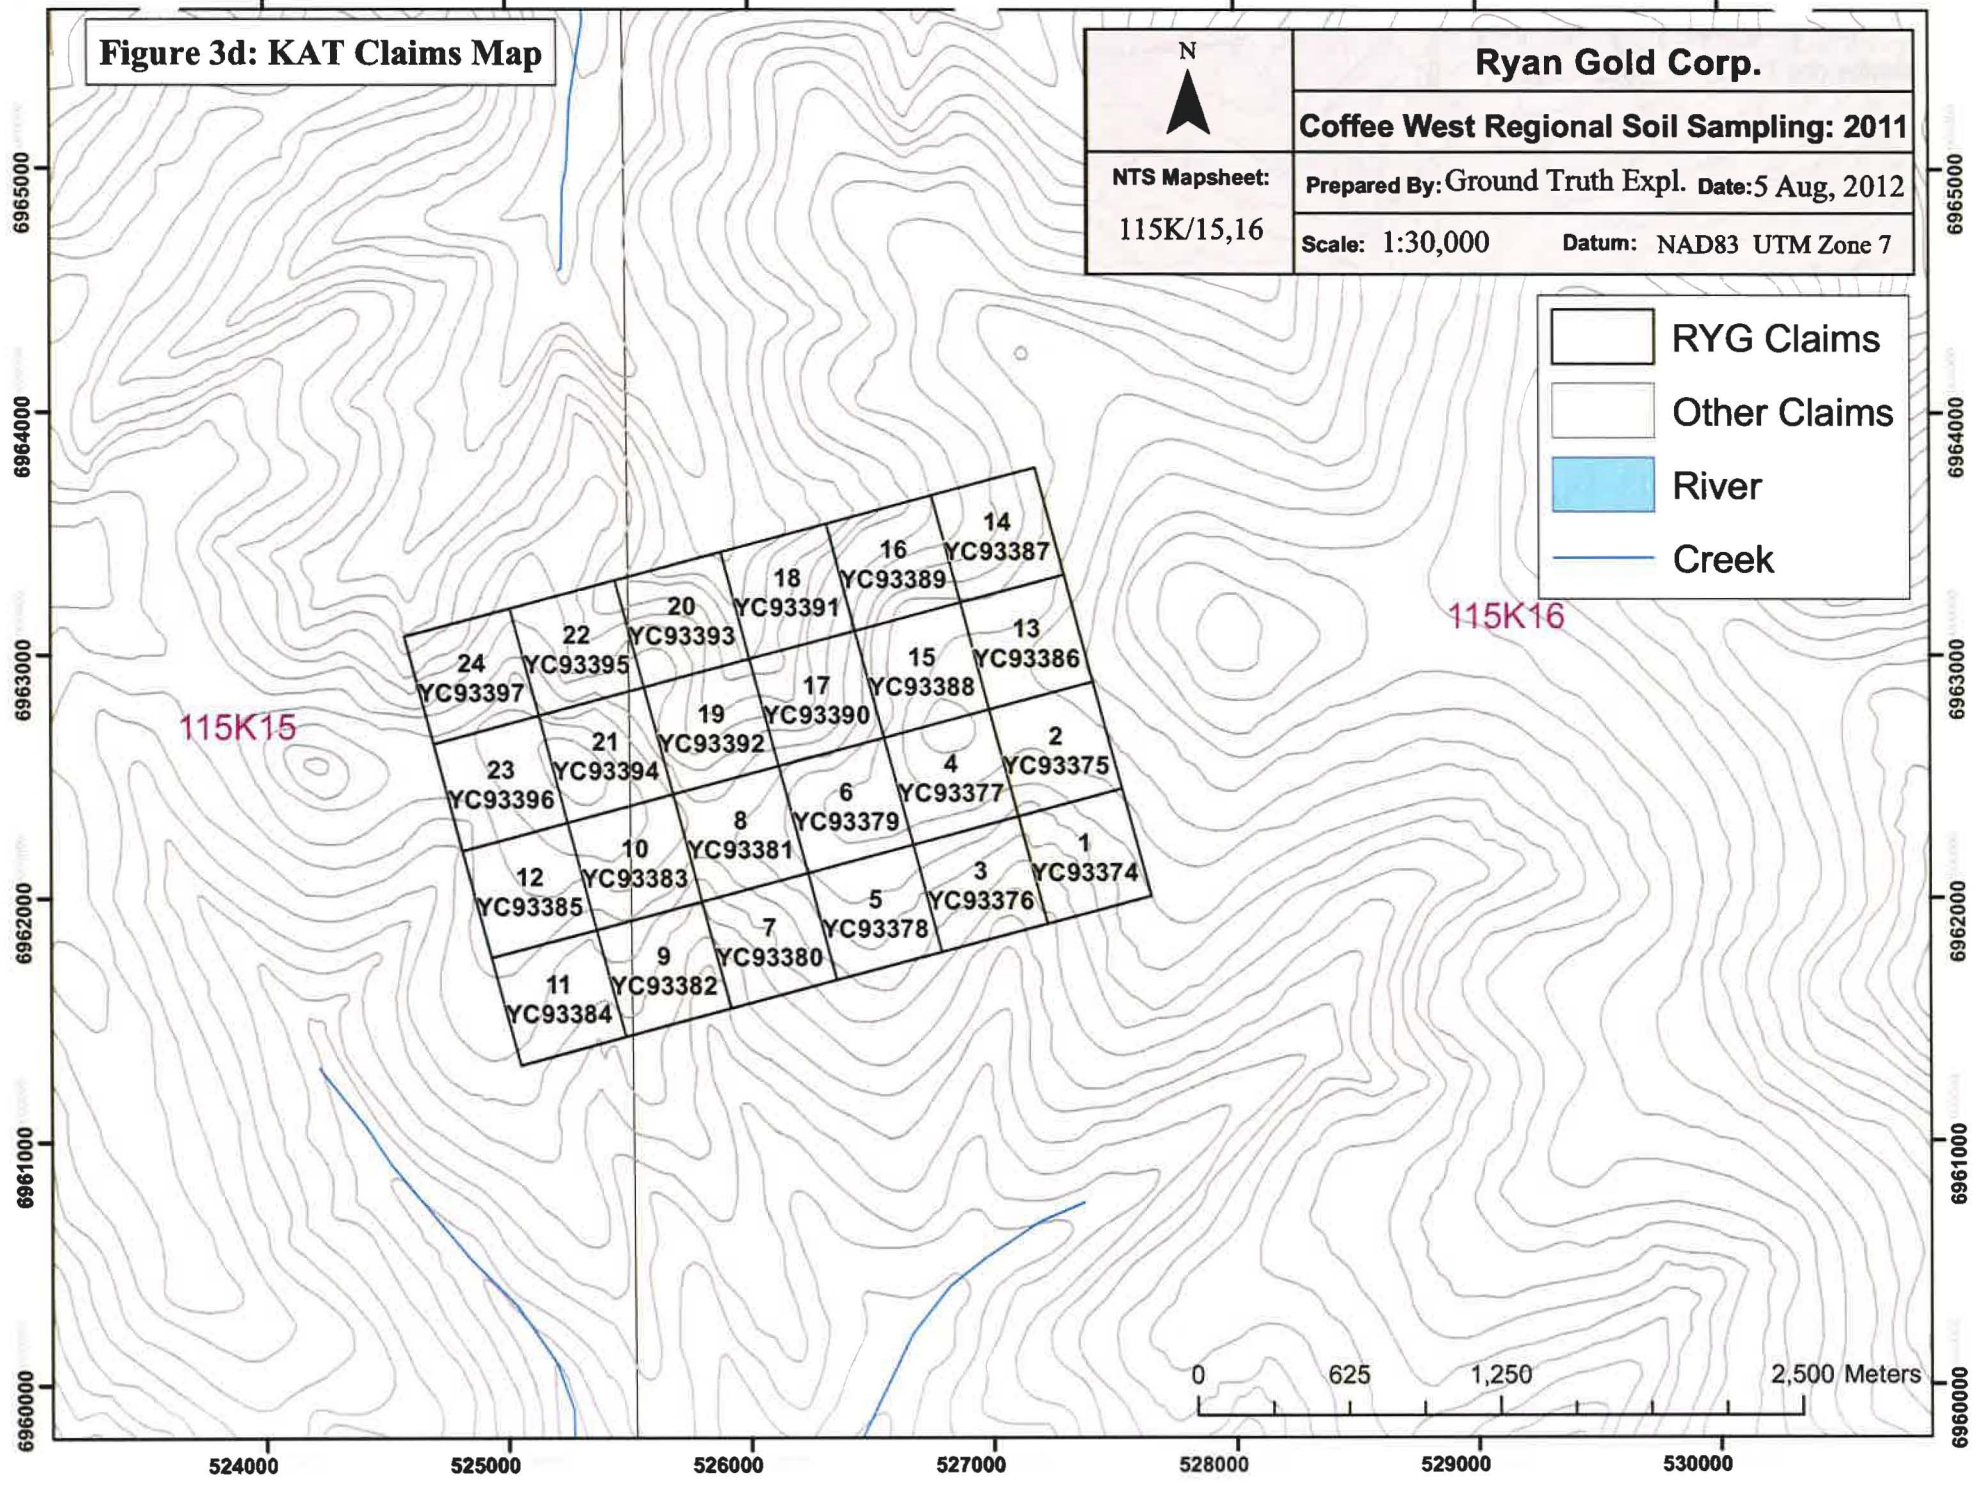 Figure 3d: KAT Claims Map
N
Ryan Gold Corp.
Coffee West Regional Soil Sampling: 2011
NTS Mapsheet:
115K/15,16
Prepared By: Ground Truth Expl. Date: 5 Aug, 2012
Scale: 1:30,000 Datum: NAD83 UTM Zone 7
RYG Claims
Other Claims
River
Creek
115K16
115K15
14
YC93387
16
YC93389
18
YC93391
20
YC93393
22
YC93395
24
YC93397
13
YC93386
15
YC93388
17
YC93390
19
YC93392
21
YC93394
23
YC93396
2
YC93375
4
YC93377
6
YC93379
8
YC93381
10
YC93383
12
YC93385
1
YC93374
3
YC93376
5
YC93378
7
YC93380
9
YC93382
11
YC93384
0 625 1,250 2,500 Meters
6965000
6964000
6963000
6962000
6961000
6960000
6965000
6964000
6963000
6962000
6961000
6960000
524000 525000 526000 527000 528000 529000 530000